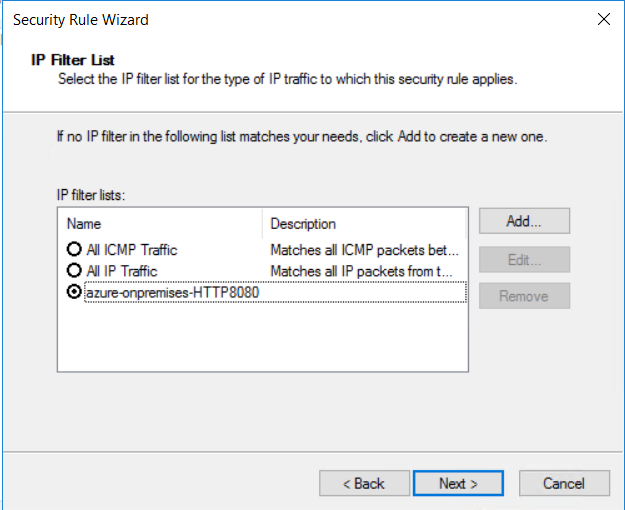 Security Rule Wizard
IP Filter List
Select the IP filter list for the type of IP traffic to which this security rule applies.
If no IP filter in the following list matches your needs, click Add to create a new one.
IP filter lists:
Name Description
All ICMP Traffic Matches all ICMP packets bet...
All IP Traffic Matches all IP packets from t...
azure-onpremises-HTTP8080
Add...
Edit...
Remove
< Back Next > Cancel